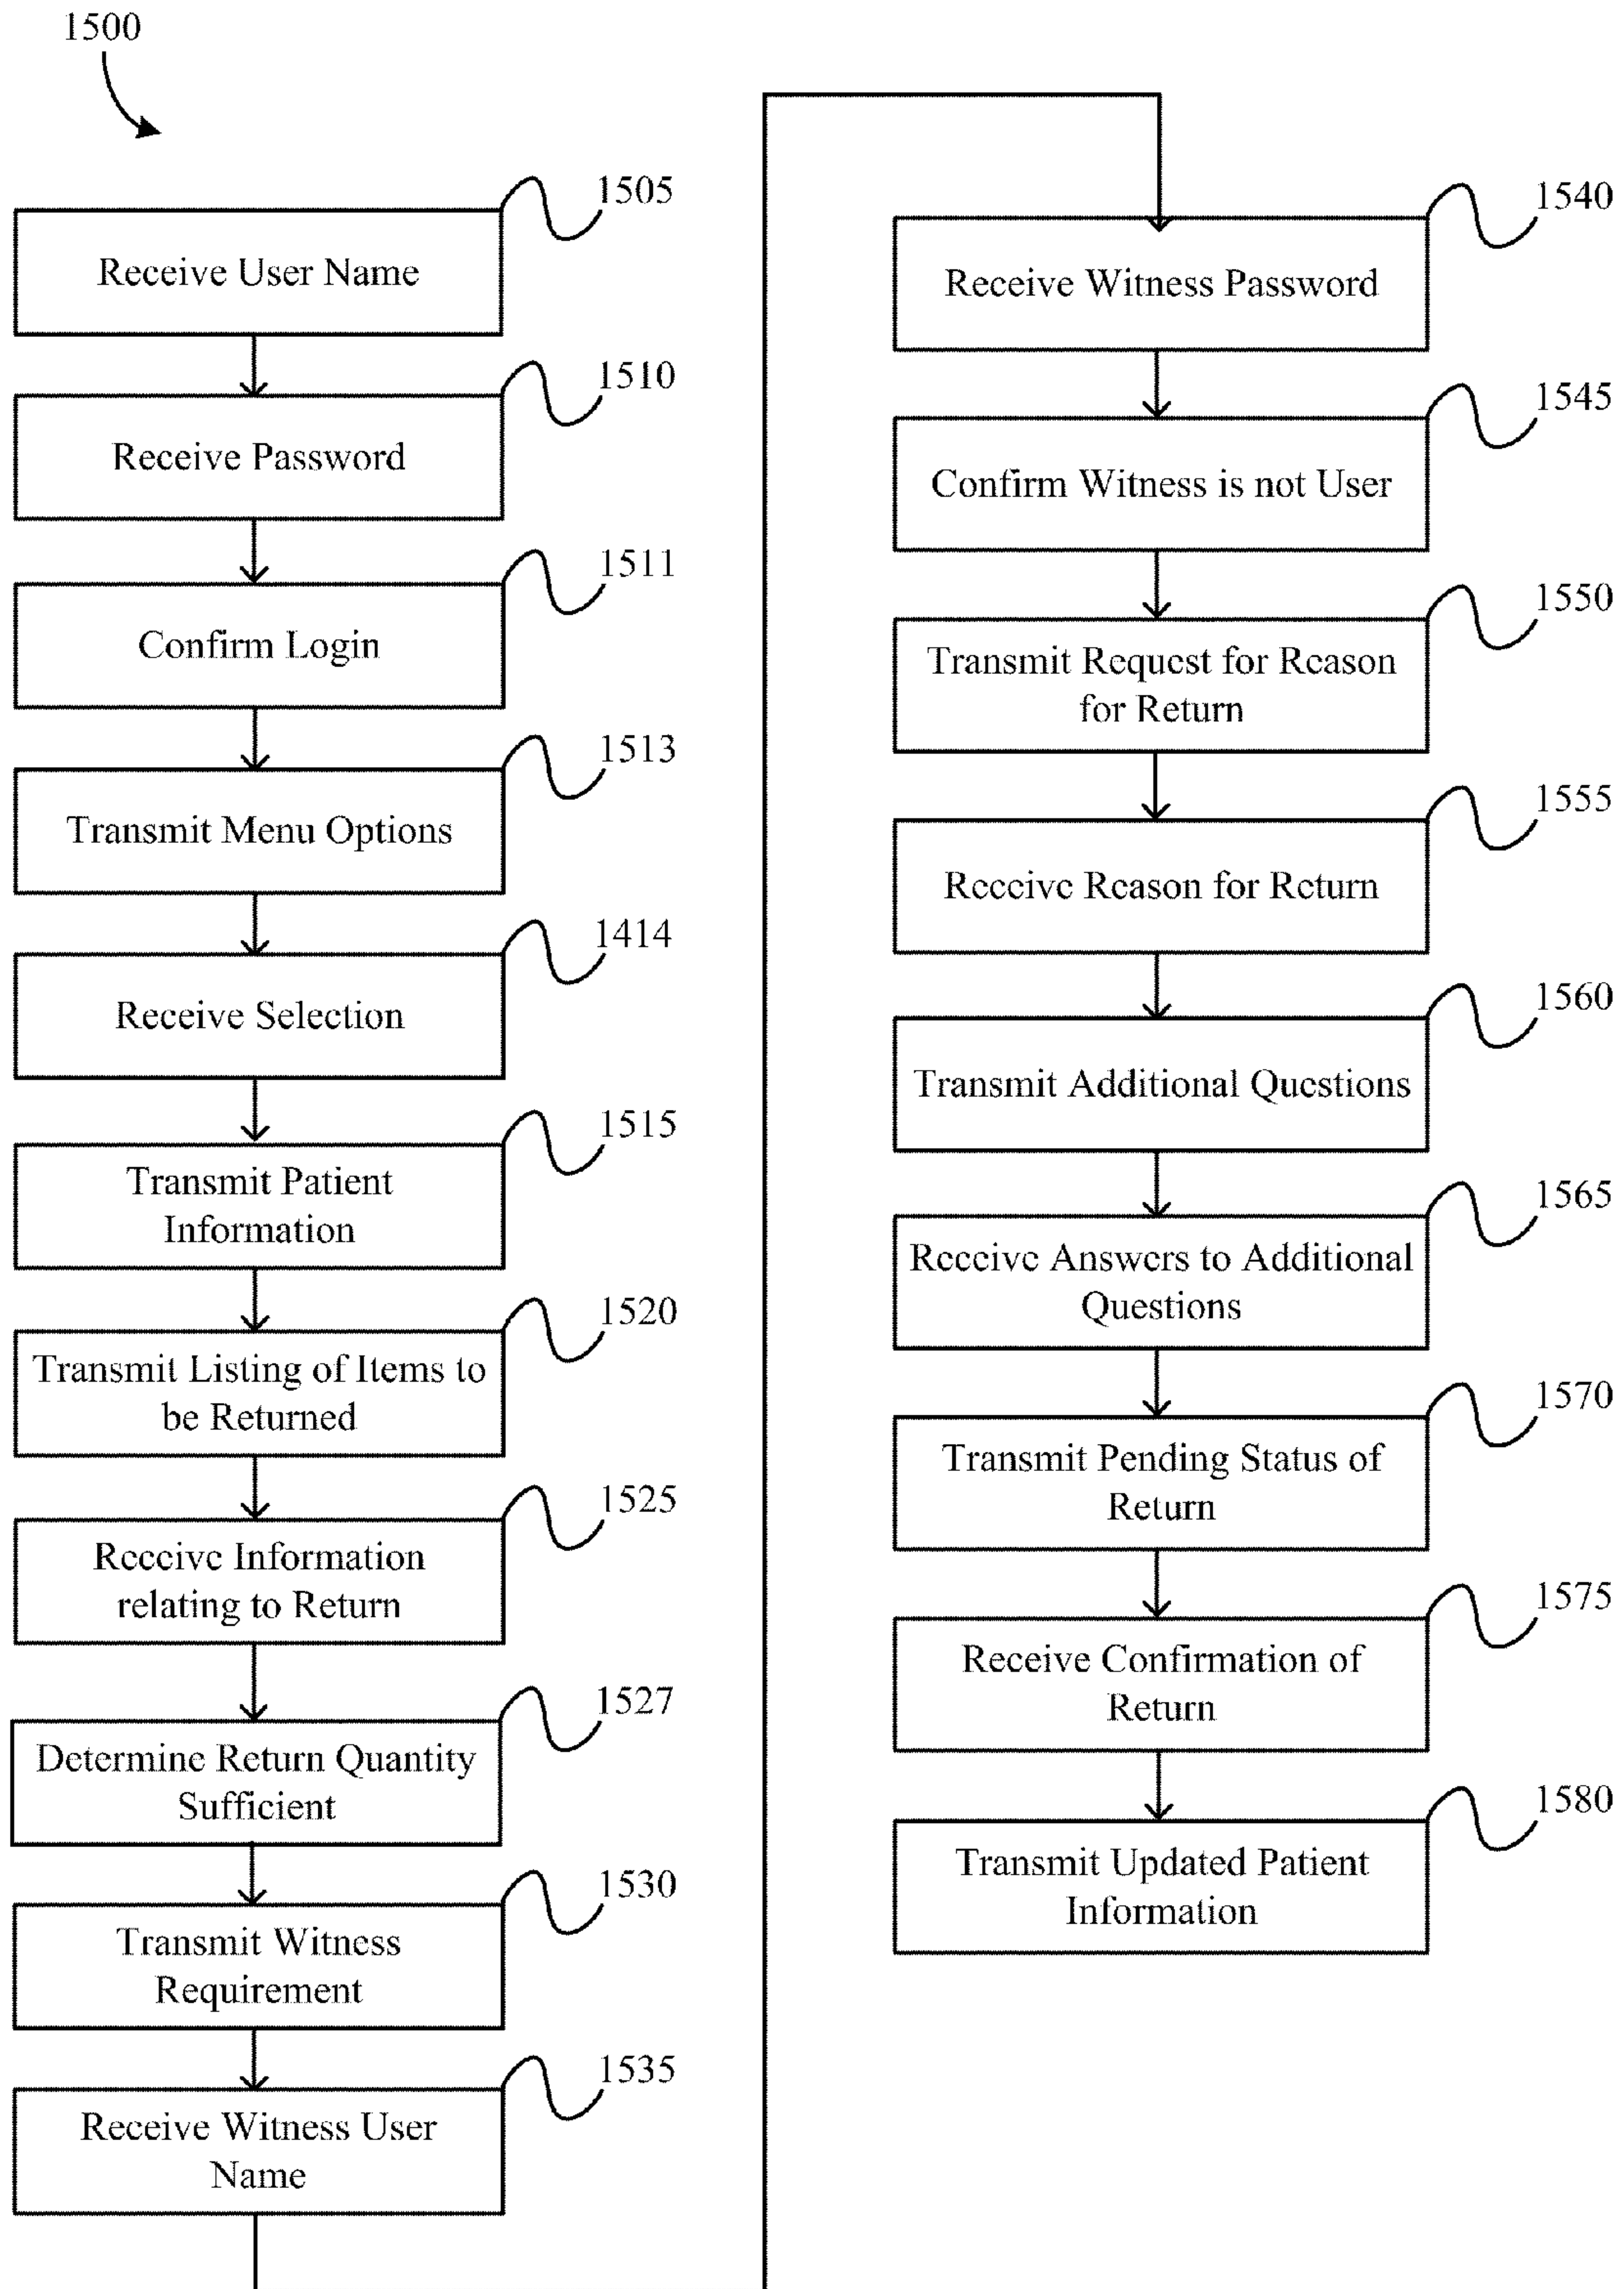 1500
1505
Receive User Name
1510
Receive Password
1511
Confirm Login
1513
Transmit Menu Options
1414
Receive Selection
1515
Transmit Patient
Information
1520
Transmit Listing of Items to
be Returned
1525
Receive Information
relating to Return
1527
Determine Return Quantity
Sufficient
1530
Transmit Witness
Requirement
1535
Receive Witness User
Name
1540
Receive Witness Password
1545
Confirm Witness is not User
1550
Transmit Request for Reason
for Return
1555
Receive Reason for Return
1560
Transmit Additional Questions
1565
Receive Answers to Additional
Questions
1570
Transmit Pending Status of
Return
1575
Receive Confirmation of
Return
1580
Transmit Updated Patient
Information